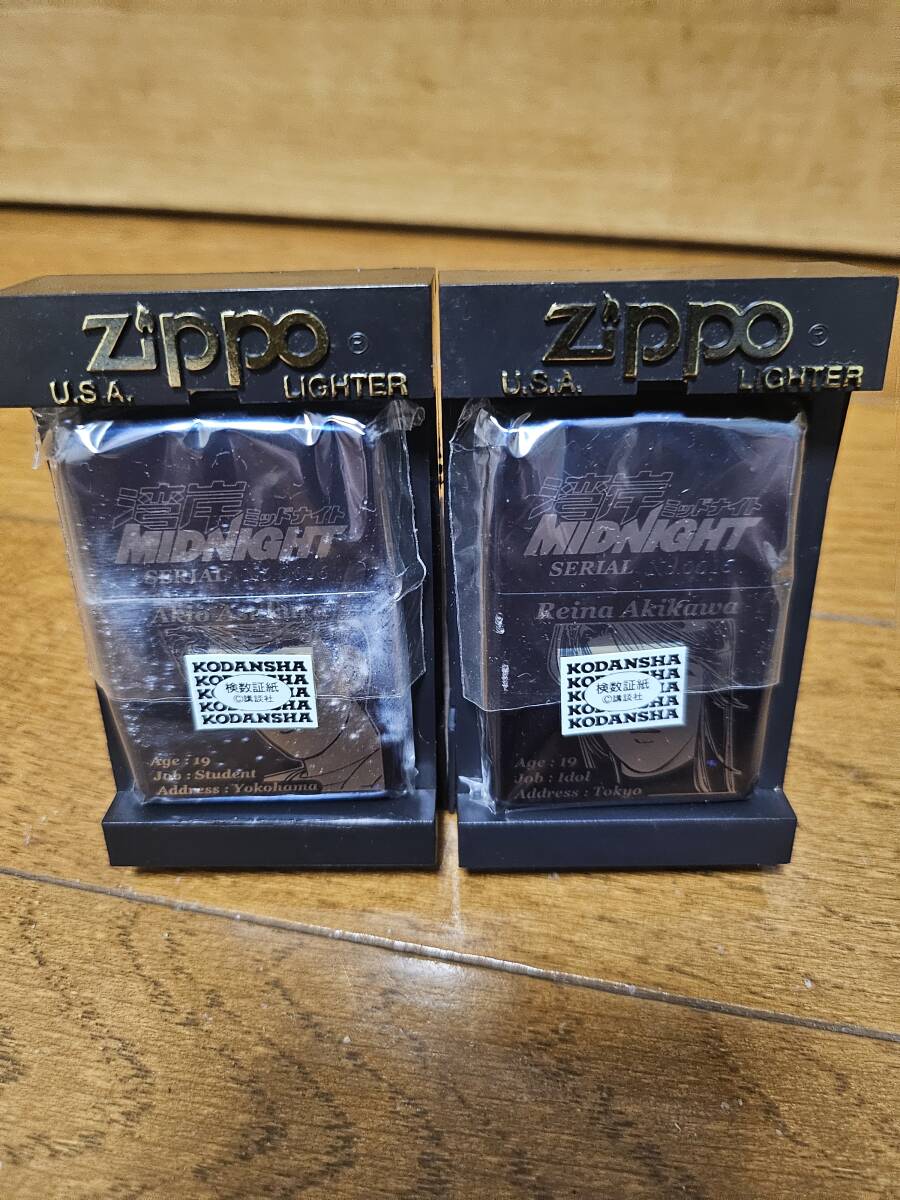 Zippo ®
U.S.A. LIGHTER
湾岸ミッドナイト
MIDNIGHT
SERIAL
Akio
KODANSHA
KODANSHA
検数証紙
©講談社
KODANSHA
KODANSHA
Age : 19
Job : Student
Address : Yokohama
Zippo ®
U.S.A. LIGHTER
湾岸ミッドナイト
MIDNIGHT
SERIAL
Reina Akikawa
KODANSHA
KODANSHA
検数証紙
©講談社
KODANSHA
KODANSHA
Age : 19
Job : Idol
Address : Tokyo